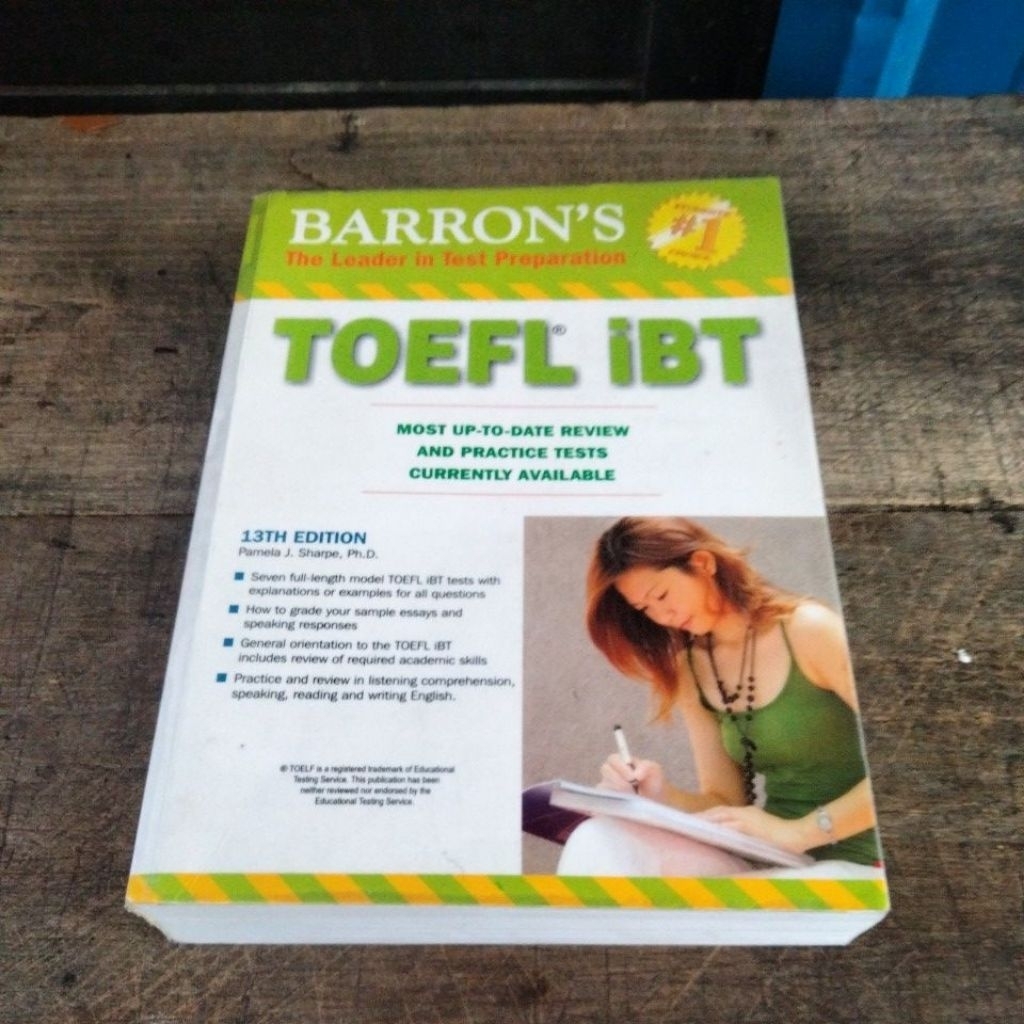 BARRON'S
The Leader in Test Preparation
#1
TOEFL® iBT
MOST UP-TO-DATE REVIEW
AND PRACTICE TESTS
CURRENTLY AVAILABLE
13TH EDITION
Pamela J. Sharpe, Ph.D.
■ Seven full-length model TOEFL iBT tests with
explanations or examples for all questions
■ How to grade your sample essays and
speaking responses
■ General orientation to the TOEFL iBT
includes review of required academic skills
■ Practice and review in listening comprehension,
speaking, reading and writing English.
® TOELF is a registered trademark of Educational
Testing Service. This publication has been
neither reviewed nor endorsed by the
Educational Testing Service.